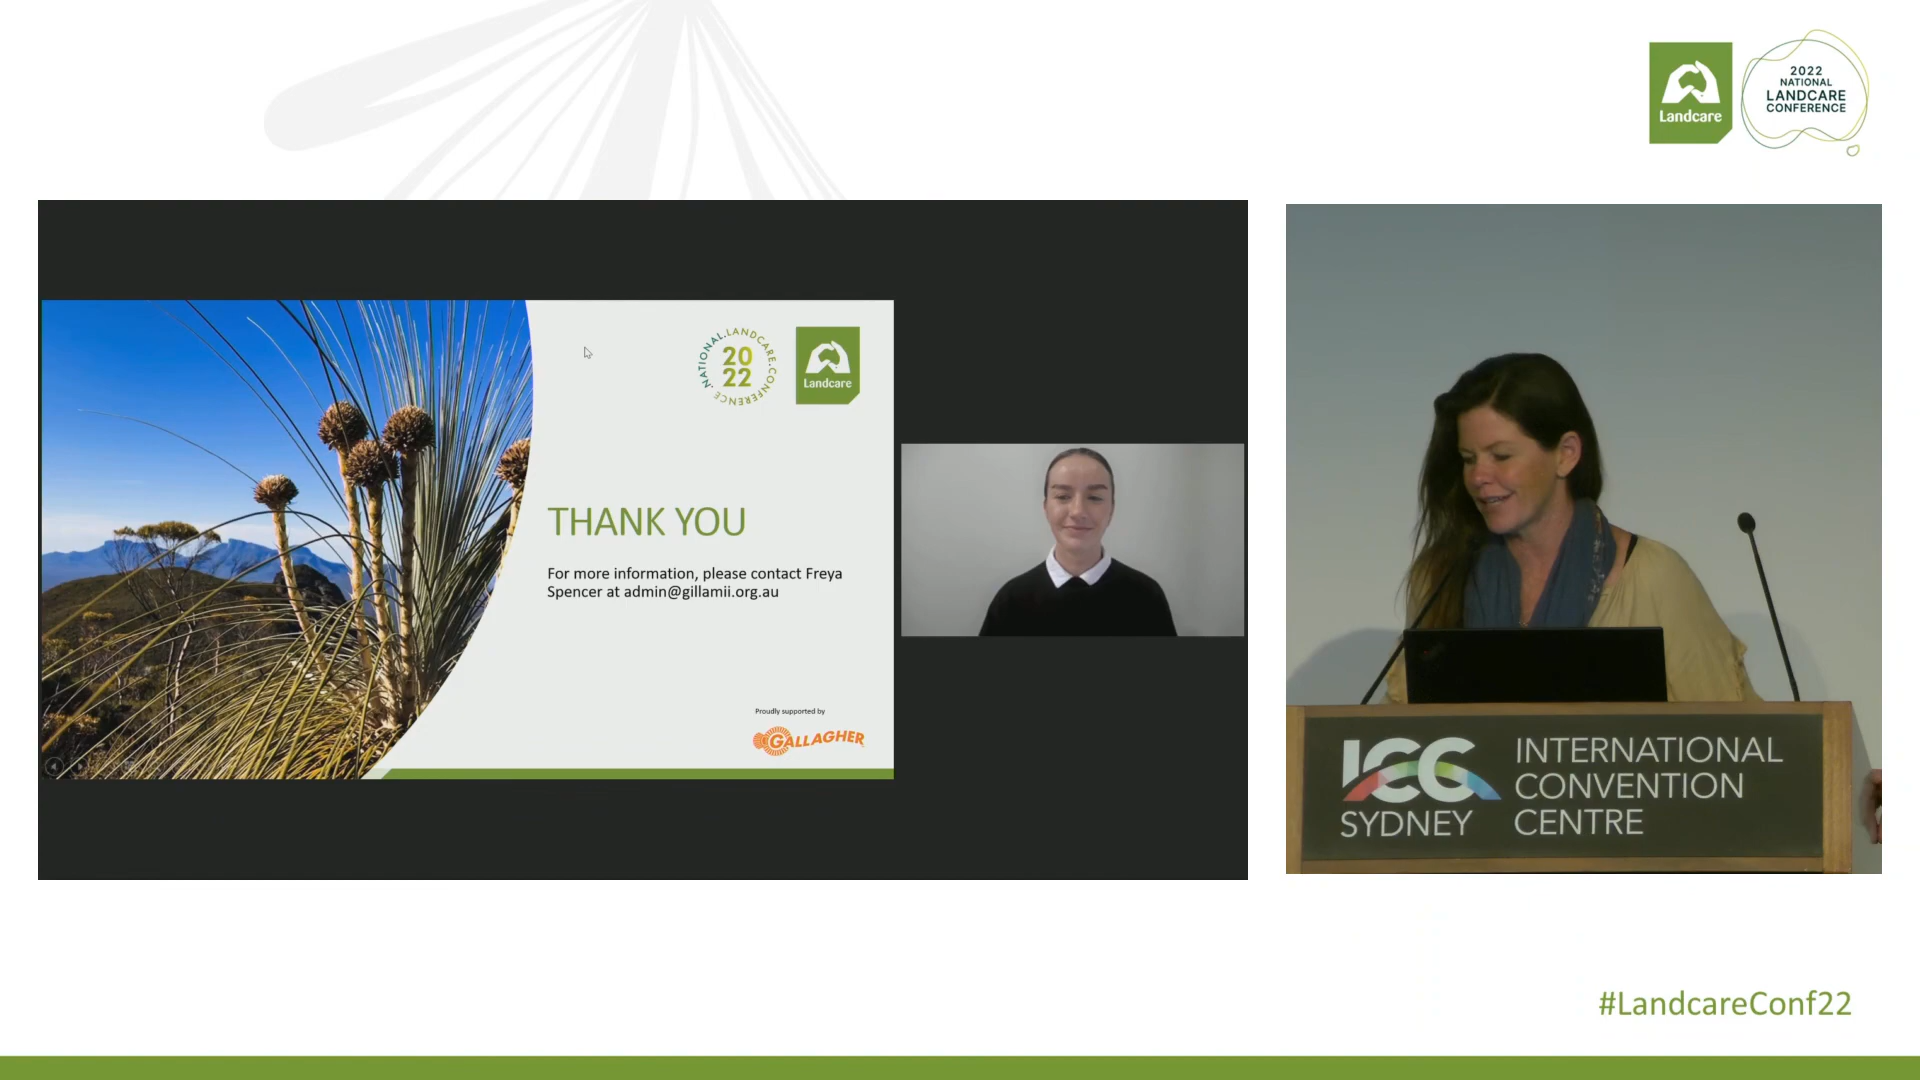 Landcare
2022
NATIONAL
LANDCARE
CONFERENCE
NATIONAL.LANDCARE.CONFERENCE.
20
22
Landcare
THANK YOU
For more information, please contact Freya
Spencer at admin@gillamii.org.au
Proudly supported by
GALLAGHER
ICC
SYDNEY
INTERNATIONAL
CONVENTION
CENTRE
#LandcareConf22